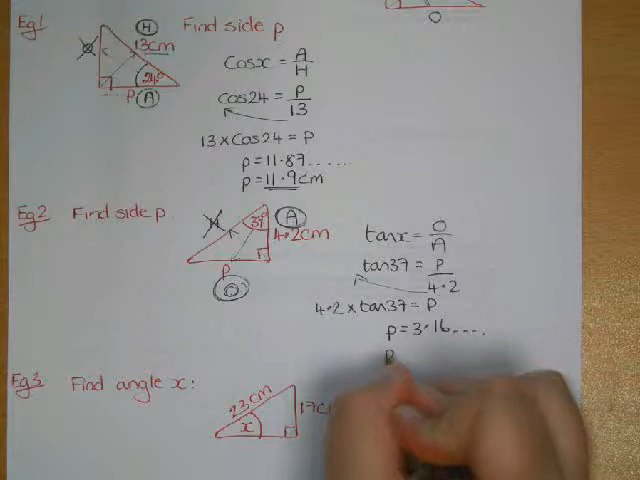 O
Eg1 Find side p
H
13cm
24°
p A
Cosx = A/H
Cos24 = P/13
13 x Cos24 = P
p = 11.87......
p = 11.9cm
Eg2 Find side p
H
37°
A
4.2cm
p
O
tanx = O/A
tan37 = P/4.2
4.2 x tan37 = P
p = 3.16....
P
Eg3 Find angle x:
23cm
17c
x